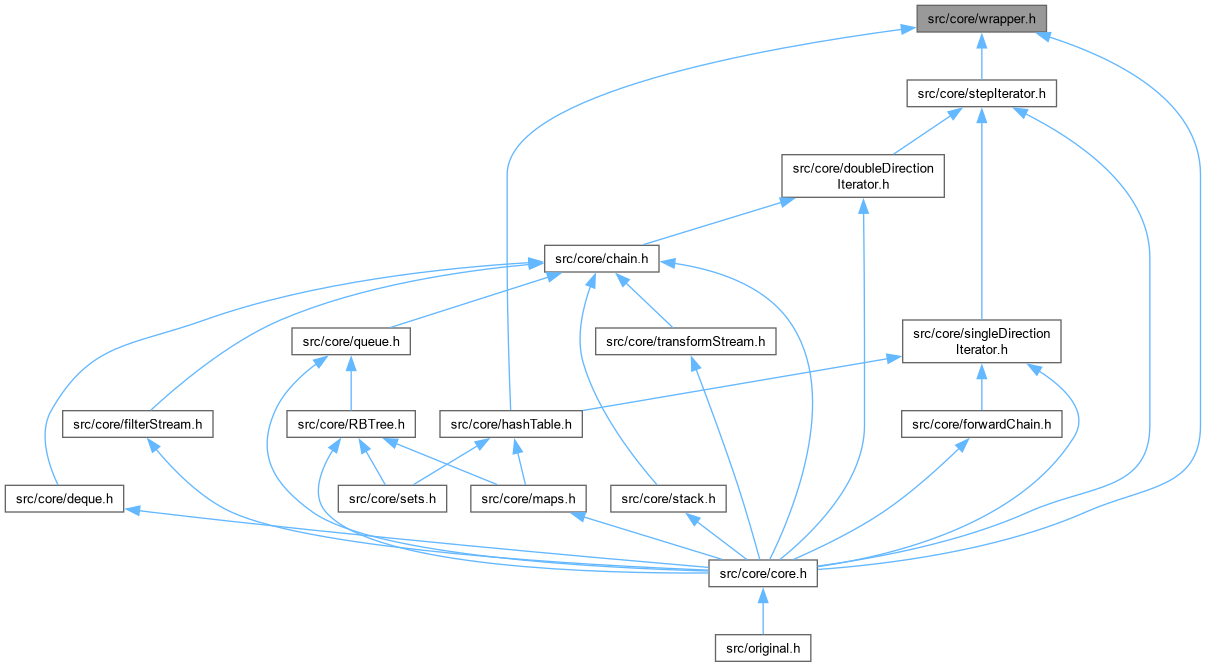 src/core/wrapper.h
src/core/stepIterator.h
src/core/doubleDirection
Iterator.h
src/core/chain.h
src/core/queue.h
src/core/transformStream.h
src/core/singleDirection
Iterator.h
src/core/filterStream.h
src/core/RBTree.h
src/core/hashTable.h
src/core/forwardChain.h
src/core/deque.h
src/core/sets.h
src/core/maps.h
src/core/stack.h
src/core/core.h
src/original.h